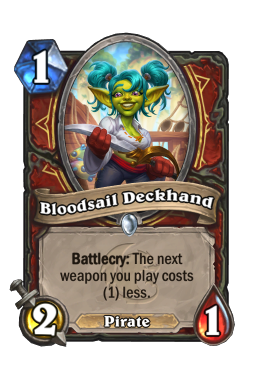 1
Bloodsail Deckhand
Battlecry: The next
weapon you play costs
(1) less.
2
Pirate
1